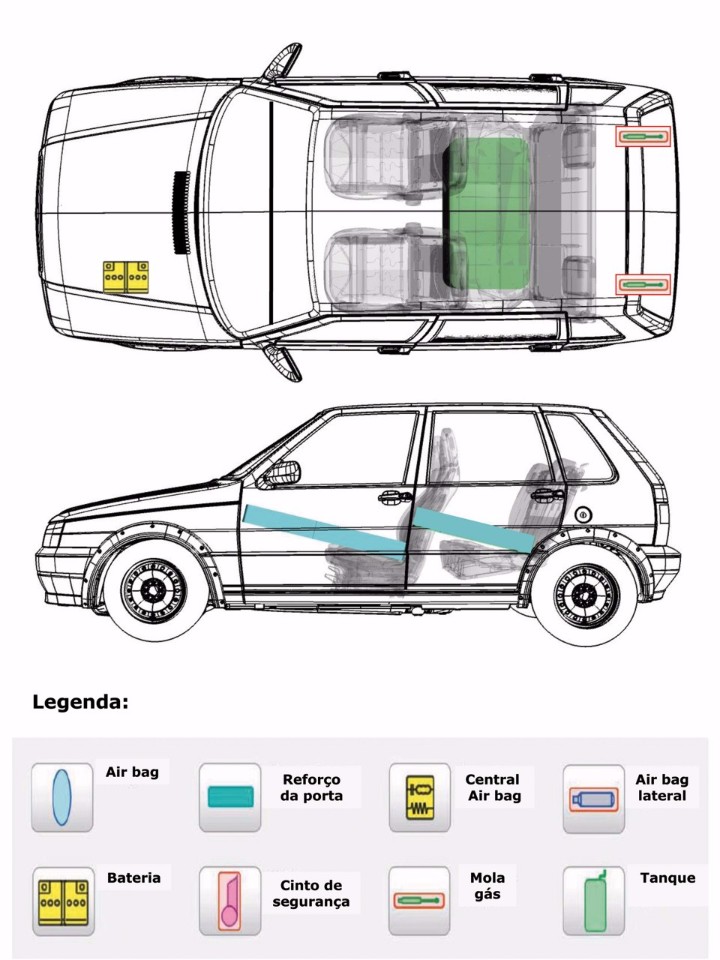 Legenda:
Air bag
Reforço
da porta
Central
Air bag
Air bag
lateral
Bateria
Cinto de
segurança
Mola
gás
Tanque